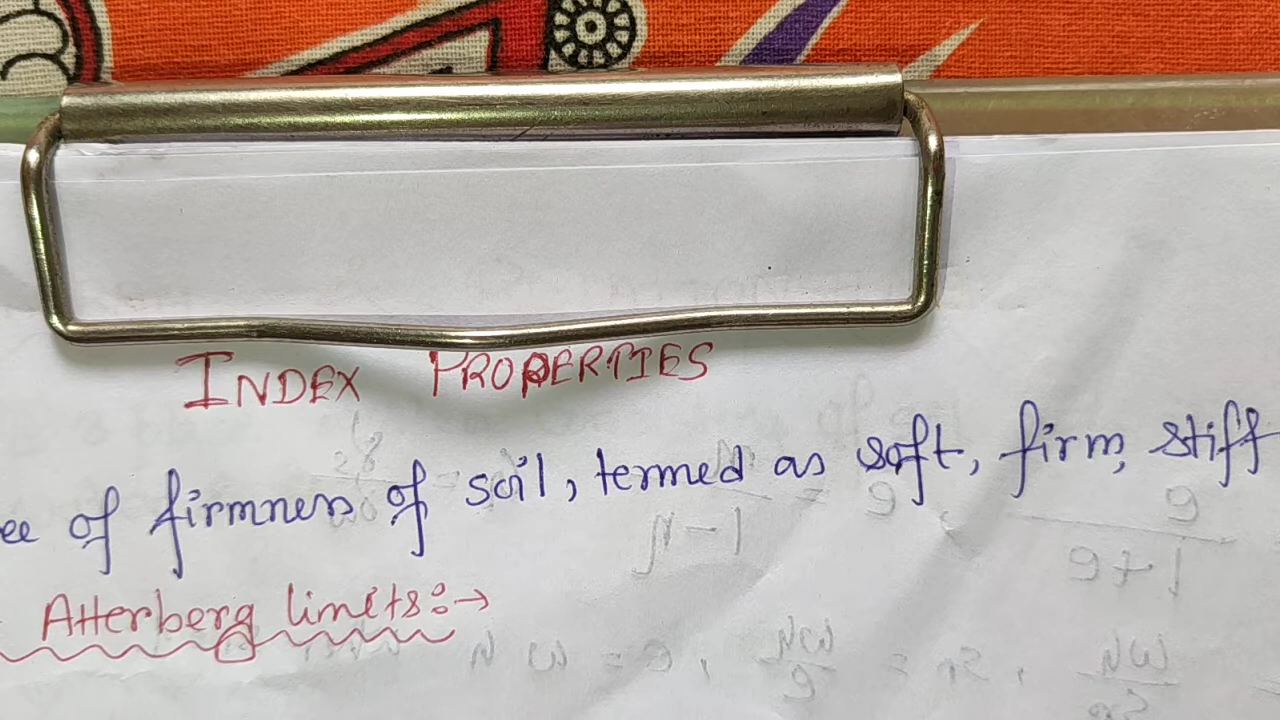 INDEX PROPERTIES
ee of firmness of soil, termed as soft, firm, stiff
Atterberg limits:→